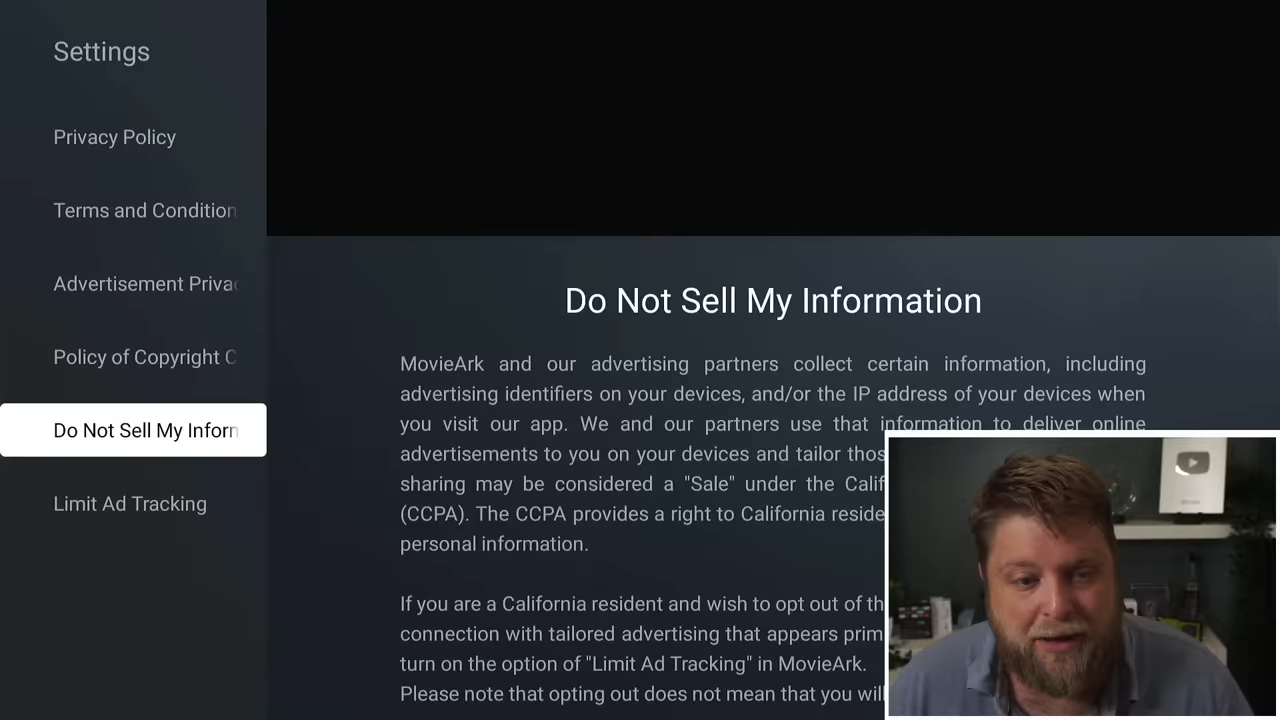 Settings
Privacy Policy
Terms and Condition
Advertisement Priva
Policy of Copyright C
Do Not Sell My Inform
Limit Ad Tracking
Do Not Sell My Information
MovieArk and our advertising partners collect certain information, including
advertising identifiers on your devices, and/or the IP address of your devices when
you visit our app. We and our partners use that information to deliver online
advertisements to you on your devices and tailor thos
sharing may be considered a "Sale" under the Calif
(CCPA). The CCPA provides a right to California reside
personal information.
If you are a California resident and wish to opt out of th
connection with tailored advertising that appears prim
turn on the option of "Limit Ad Tracking" in MovieArk.
Please note that opting out does not mean that you will